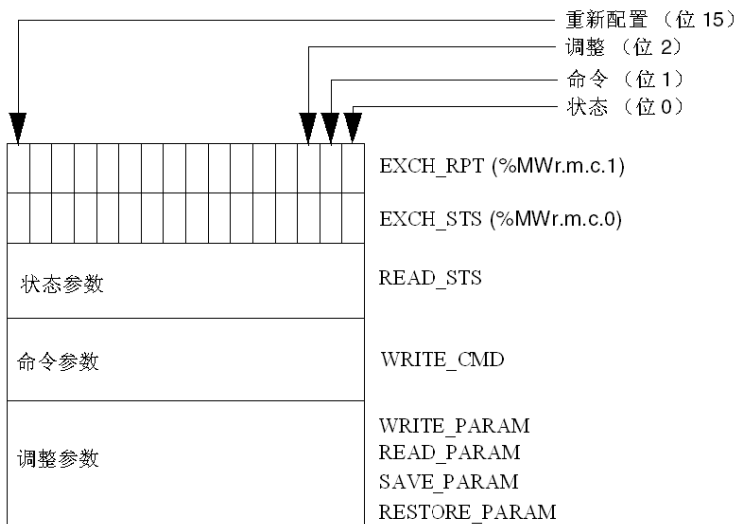 重新配置 （位 15）
调整 （位 2）
命令 （位 1）
状态 （位 0）
EXCH_RPT (%MWr.m.c.1)
EXCH_STS (%MWr.m.c.0)
状态参数 READ_STS
命令参数 WRITE_CMD
WRITE_PARAM
调整参数 READ_PARAM
SAVE_PARAM
RESTORE_PARAM